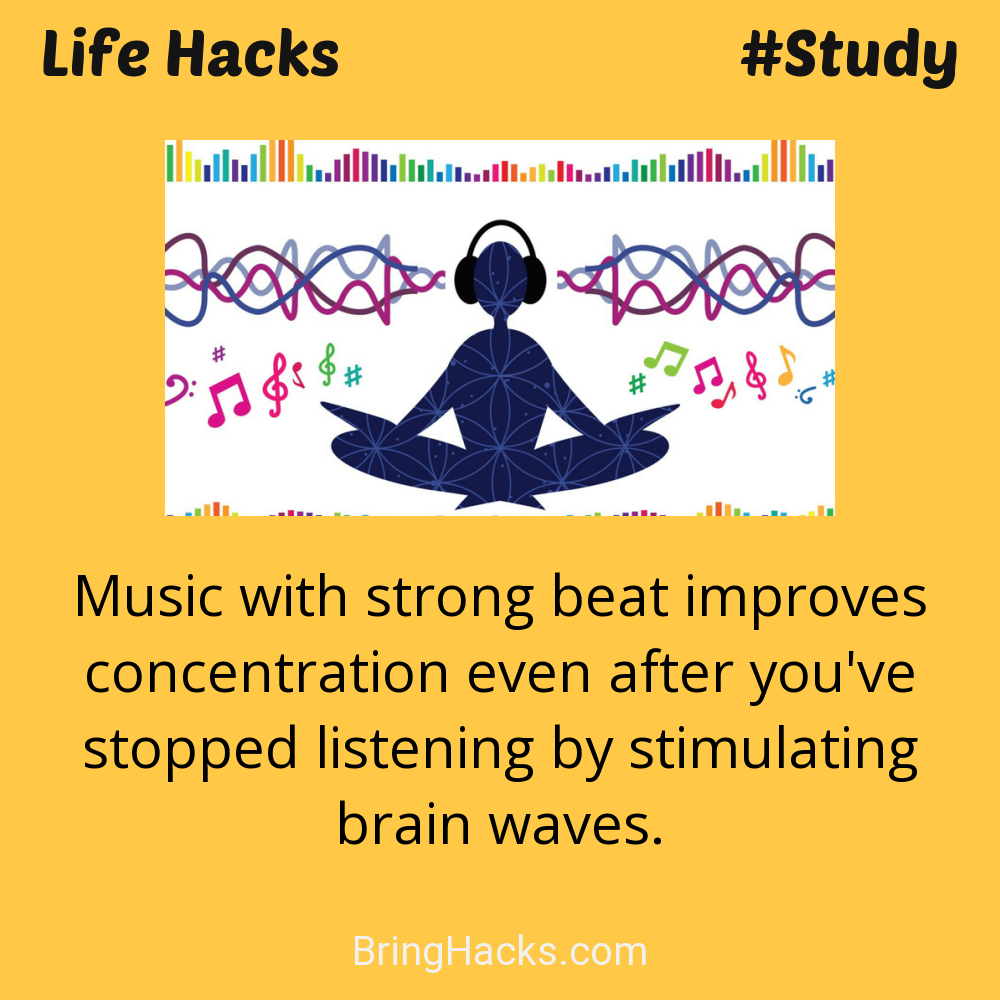 Life Hacks #Study
Music with strong beat improves
concentration even after you've
stopped listening by stimulating
brain waves.
BringHacks.com